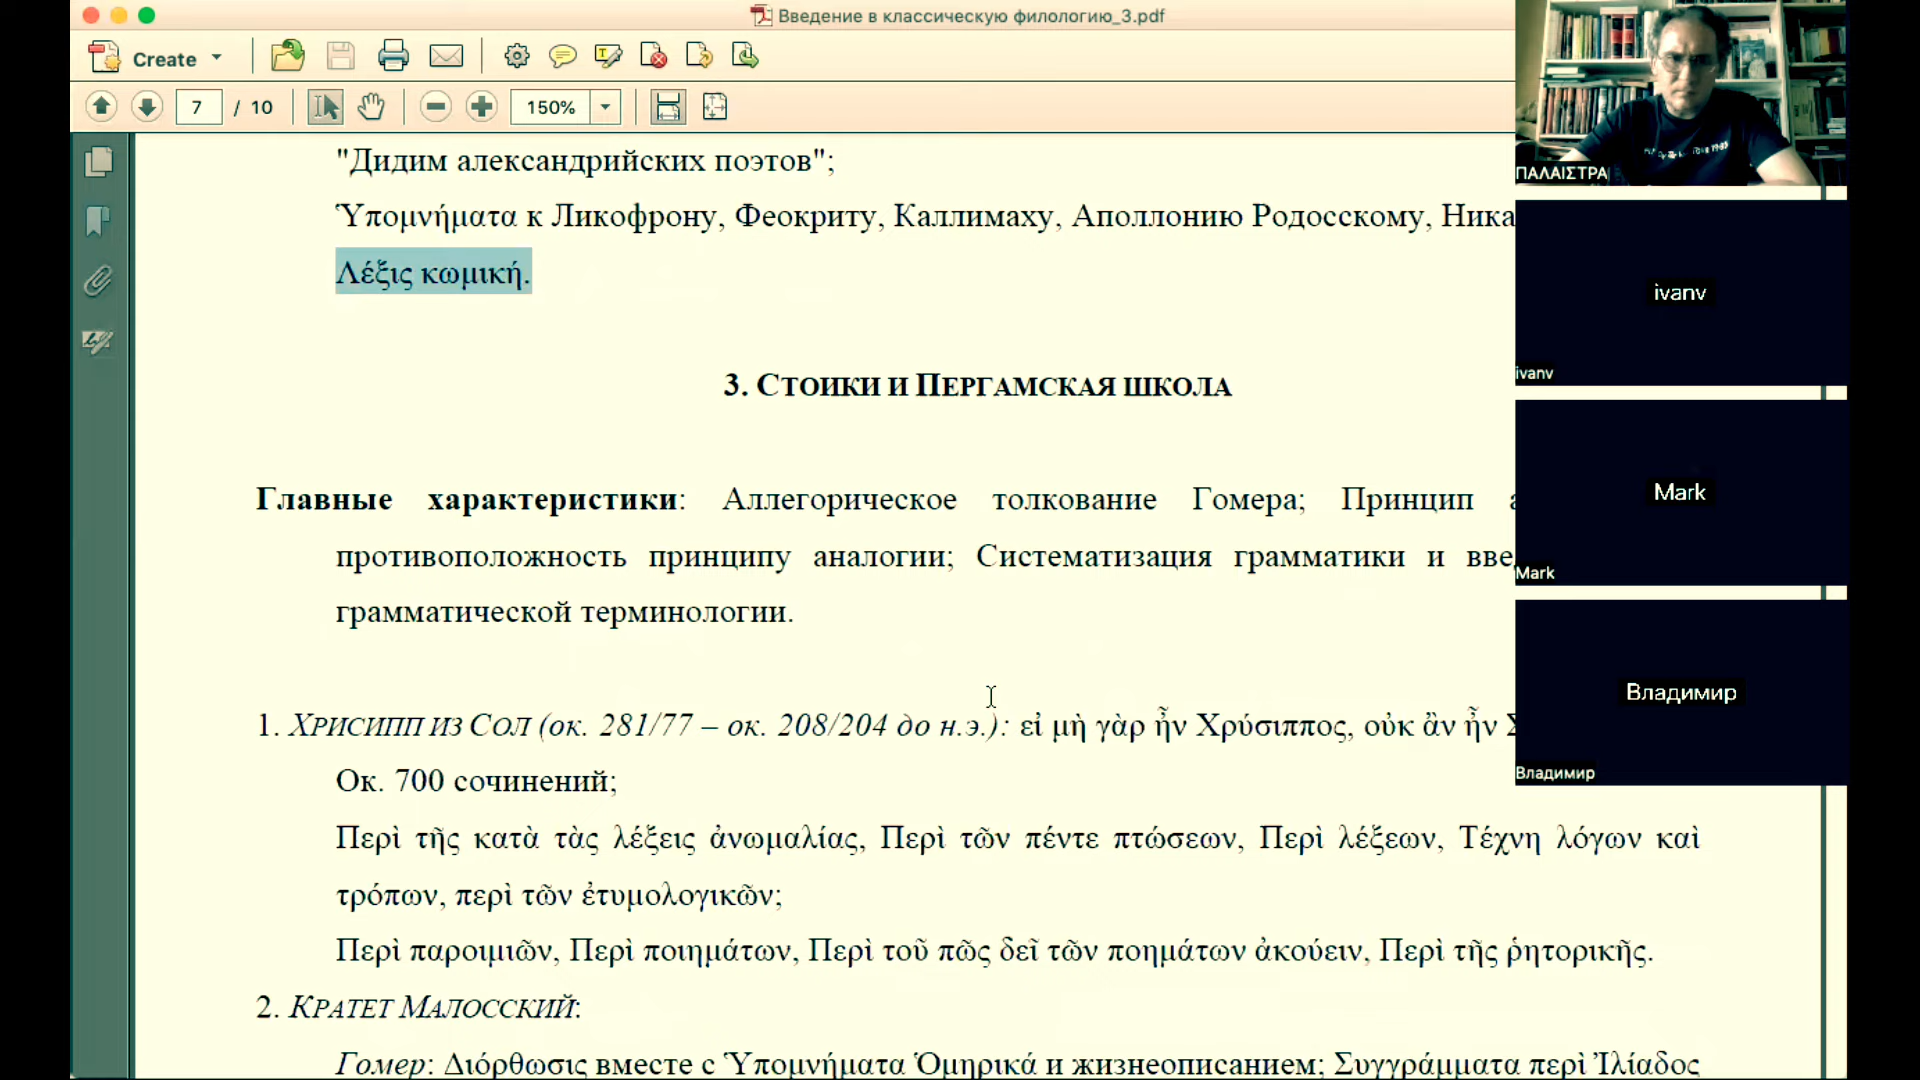 Введение в классическую филологию_3.pdf
Create
7 / 10
150%
"Дидим александрийских поэтов";
Ὑπομνήματα к Ликофрону, Феокриту, Каллимаху, Аполлонию Родосскому,
Λέξις κωμική.
3. СТОИКИ И ПЕРГАМСКАЯ ШКОЛА
Главные характеристики: Аллегорическое толкование Гомера; Принцип
противоположность принципу аналогии; Систематизация грамматики и
грамматической терминологии.
1. ХРИСИПП ИЗ СОЛ (ок. 281/77 – ок. 208/204 до н.э.): εἰ μὴ γὰρ ἦν Χρύσιππος, οὐκ ἂν ἦν
Ок. 700 сочинений;
Περὶ τῆς κατὰ τὰς λέξεις ἀνωμαλίας, Περὶ τῶν πέντε πτώσεων, Περὶ λέξεων, Τέχνη λόγων καὶ
τρόπων, περὶ τῶν ἐτυμολογικῶν;
Περὶ παροιμιῶν, Περὶ ποιημάτων, Περὶ τοῦ πῶς δεῖ τῶν ποημάτων ἀκούειν, Περὶ τῆς ῥητορικῆς.
2. КРАТЕТ МАЛОССКИЙ:
Гомер: Διόρθωσις вместе с Ὑπομνήματα Ὁμηρικά и жизнеописанием; Συγγράμματα περὶ Ἰλίαδος
ΠΑΛΑΙΣΤΡΑ
ivanv
ivanv
Mark
Mark
Владимир
Владимир